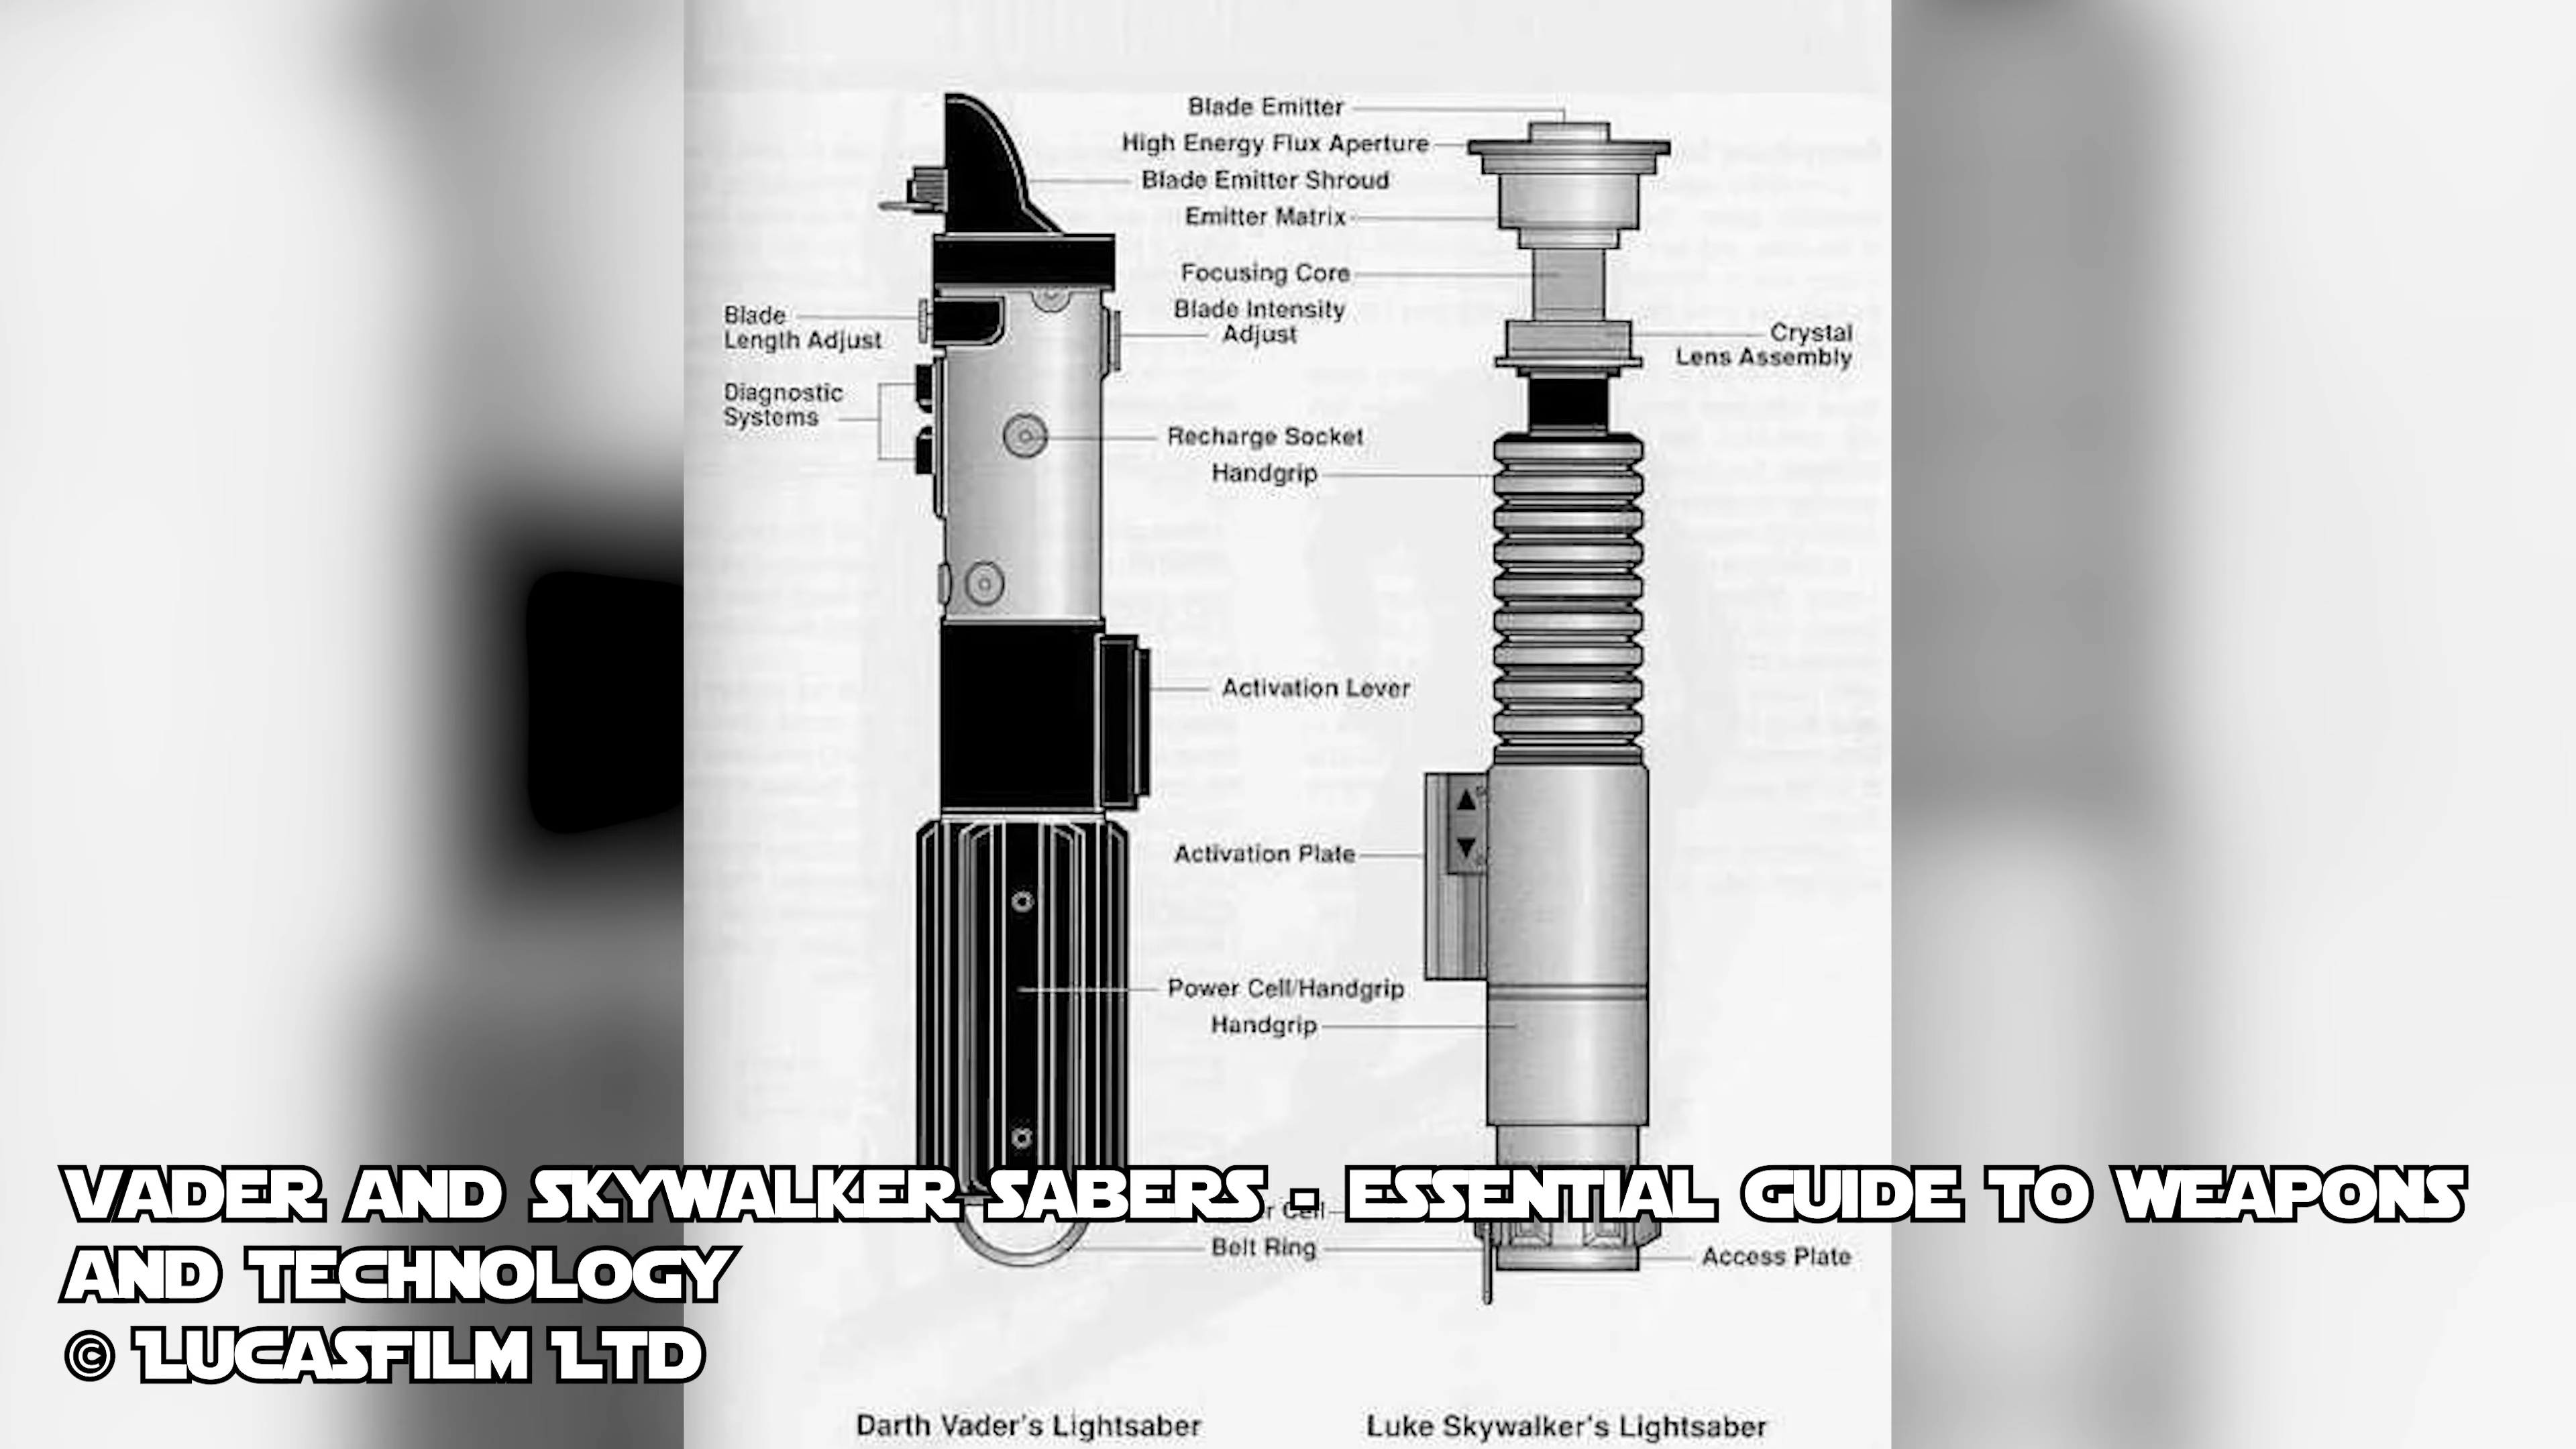 Blade Emitter
High Energy Flux Aperture
Blade Emitter Shroud
Emitter Matrix
Focusing Core
Blade Intensity
Adjust
Blade
Length Adjust
Crystal
Lens Assembly
Diagnostic
Systems
Recharge Socket
Handgrip
Activation Lever
Activation Plate
Power Cell/Handgrip
Handgrip
VADER AND SKYWALKER SABERS - ESSENTIAL GUIDE TO WEAPONS
AND TECHNOLOGY
© LUCASFILM LTD
Cell
Belt Ring
Access Plate
Darth Vader's Lightsaber
Luke Skywalker's Lightsaber